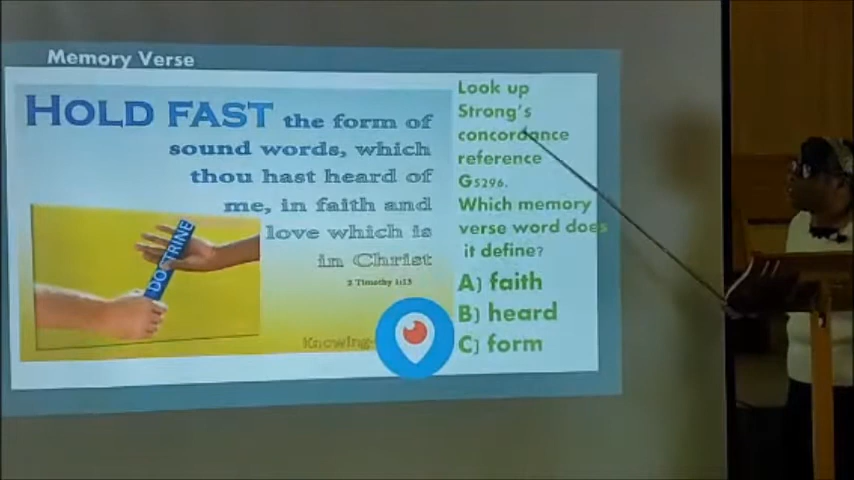 Memory Verse
HOLD FAST the form of
sound words, which
thou hast heard of
me, in faith and
love which is
in Christ
2 Timothy 1:13
DOCTRINE
Knowing-
Look up
Strong's
concordance
reference
G5296.
Which memory
verse word does
it define?
A) faith
B) heard
C) form